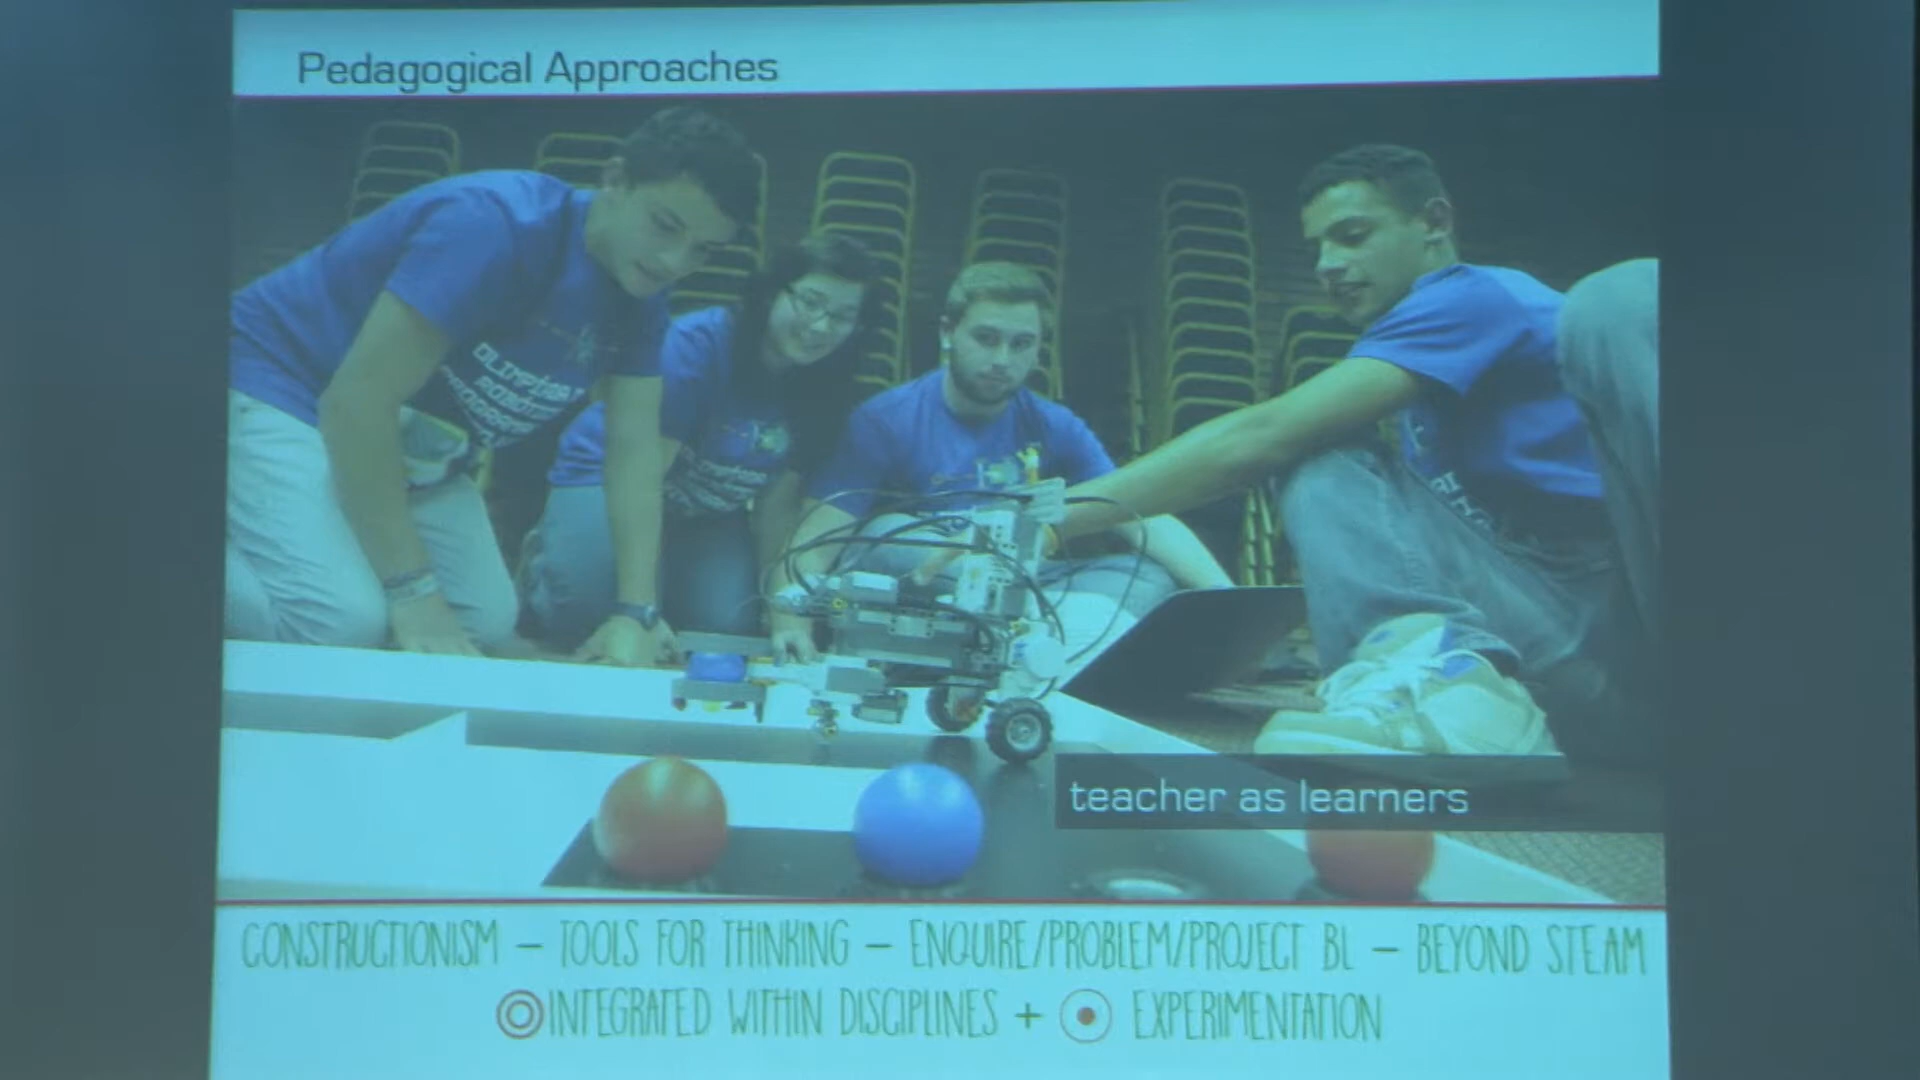 Pedagogical Approaches
teacher as learners
CONSTRUCTIONISM – TOOLS FOR THINKING – ENQUIRE/PROBLEM/PROJECT BL – BEYOND STEAM
INTEGRATED WITHIN DISCIPLINES + EXPERIMENTATION